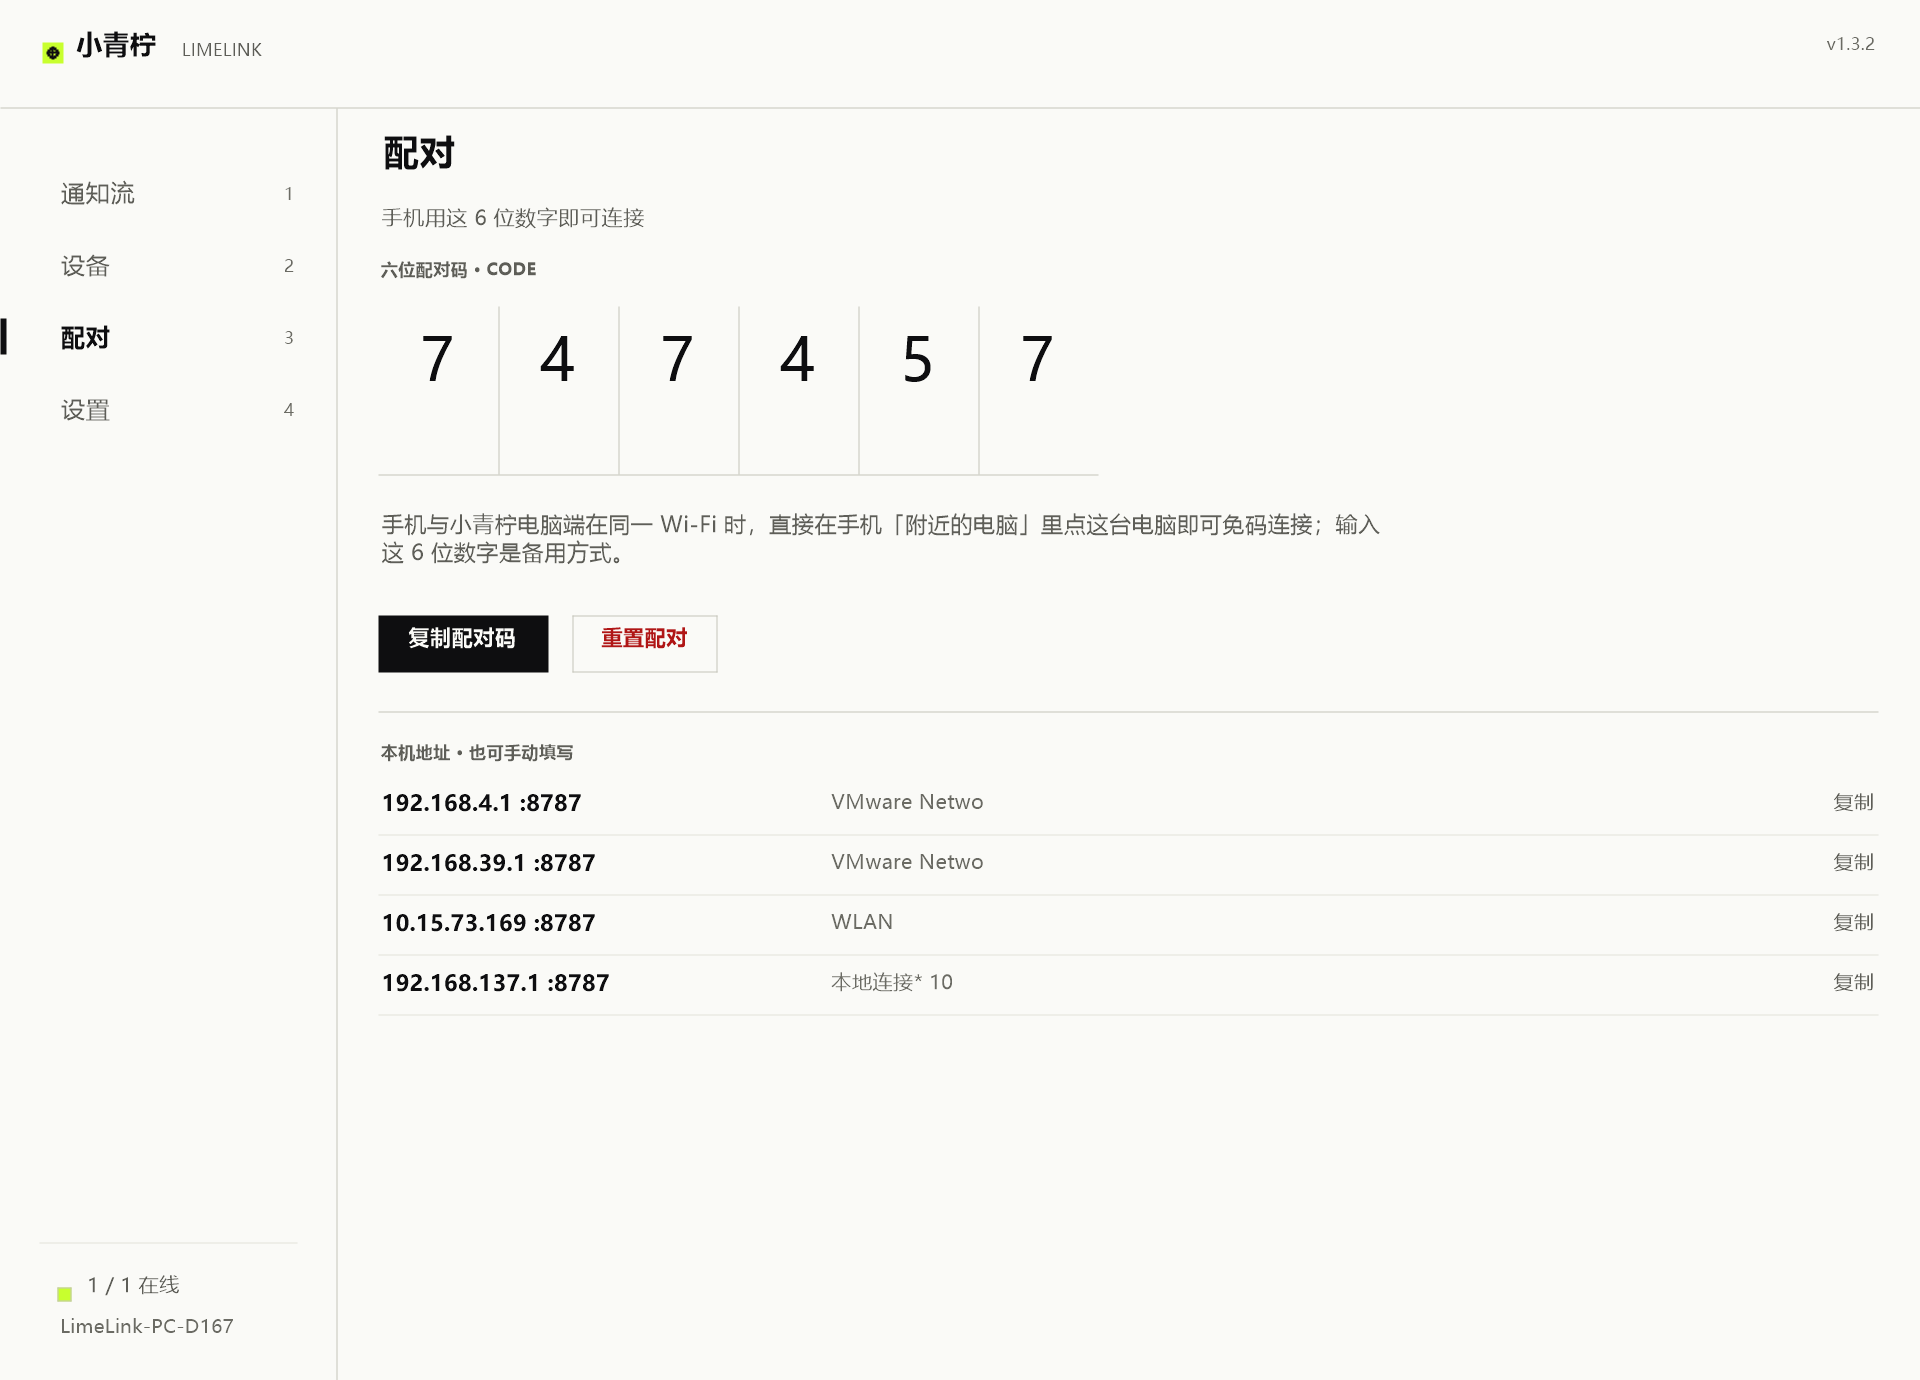 小青柠 LIMELINK
v1.3.2
通知流 1
设备 2
配对 3
设置 4
配对
手机用这 6 位数字即可连接
六位配对码 • CODE
7 4 7 4 5 7
手机与小青柠电脑端在同一 Wi-Fi 时，直接在手机「附近的电脑」里点这台电脑即可免码连接；输入
这 6 位数字是备用方式。
复制配对码 重置配对
本机地址 • 也可手动填写
192.168.4.1 :8787 VMware Netwo 复制
192.168.39.1 :8787 VMware Netwo 复制
10.15.73.169 :8787 WLAN 复制
192.168.137.1 :8787 本地连接* 10 复制
1 / 1 在线
LimeLink-PC-D167